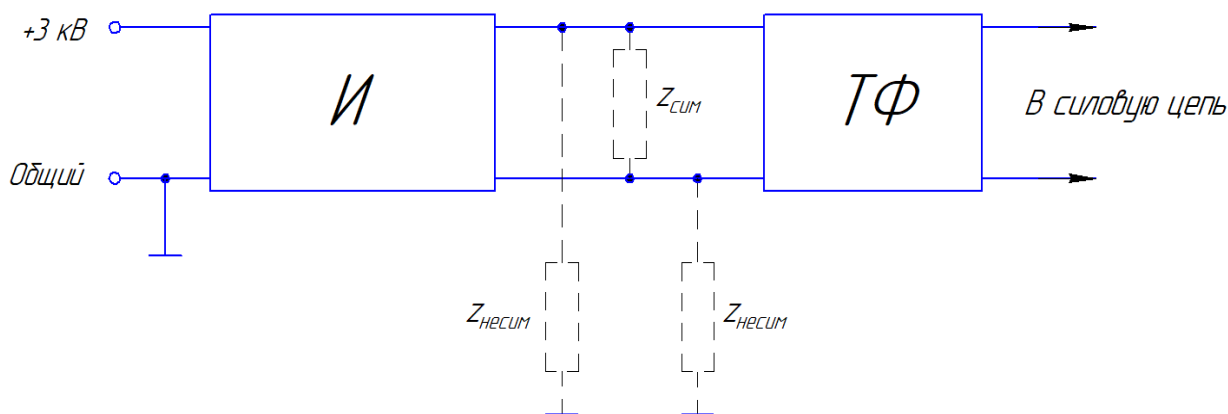 +3 кВ
И
Zсим
ТФ
В силовую цепь
Общий
Zнесим
Zнесим